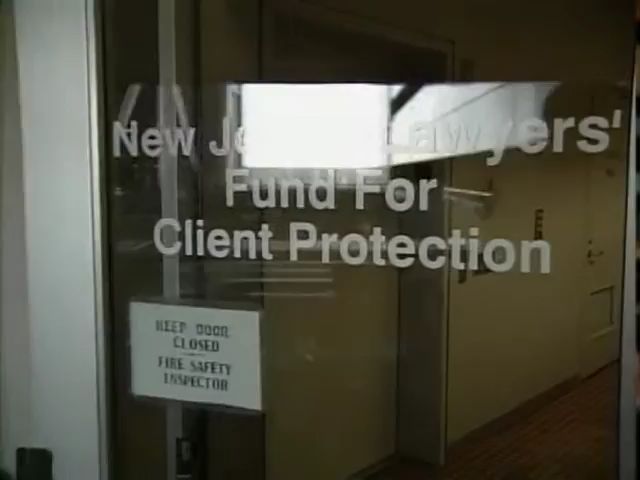 New Lawyers'
Fund For
Client Protection
KEEP DOOR
CLOSED
FIRE SAFETY
INSPECTOR